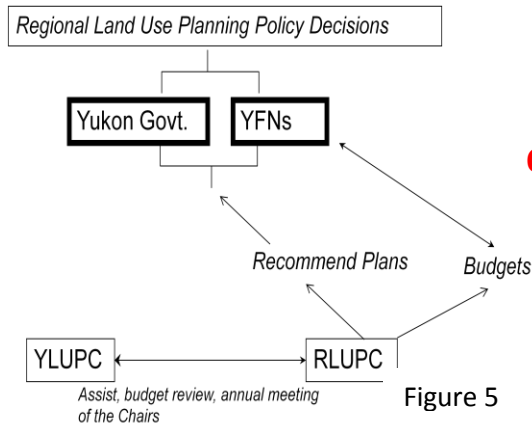 Regional Land Use Planning Policy Decisions
Yukon Govt.
YFNs
Recommend Plans
Budgets
YLUPC
RLUPC
Assist, budget review, annual meeting
of the Chairs
Figure 5